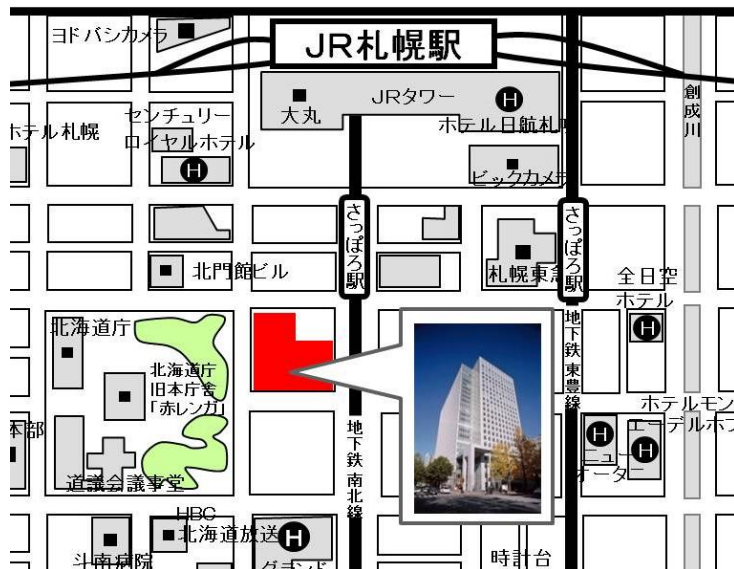 ヨドバシカメラ
JR札幌駅
JRタワー
大丸
H
ホテル日航札
センチュリー
ロイヤルホテル
H
ホテル札幌
ビックカメラ
創成川
さっぽろ駅
さっぽろ駅
札幌東急
北門館ビル
全日空
ホテル
H
北海道庁
北海道庁
旧本庁舎
「赤レンガ」
地下鉄 東豊線
ホテルモン
エーデルホフ
H
H
ニュー
オータニ
本部
道議会議事堂
地下鉄 南北線
HBC
北海道放送
H
グランド
斗南病院
時計台